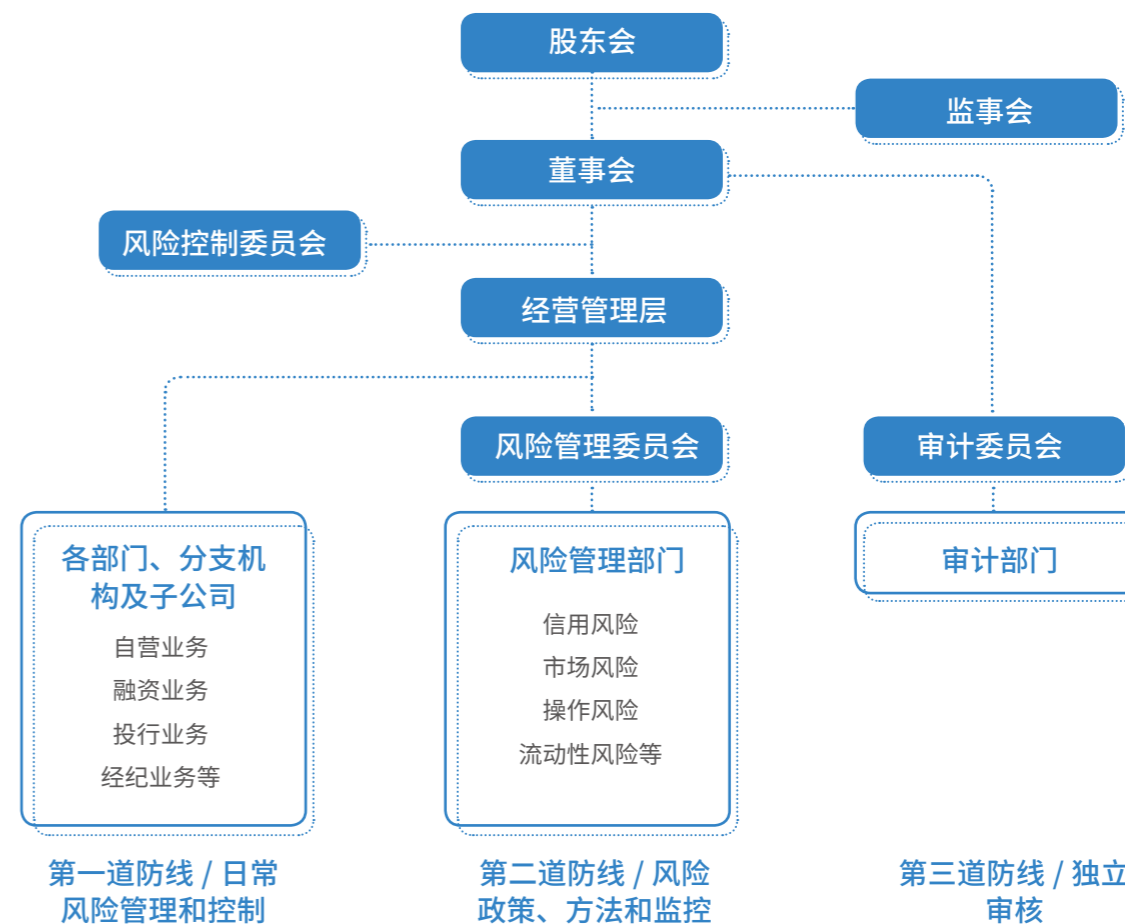 股东会
监事会
董事会
风险控制委员会
经营管理层
风险管理委员会
审计委员会
各部门、分支机
构及子公司
自营业务
融资业务
投行业务
经纪业务等
风险管理部门
信用风险
市场风险
操作风险
流动性风险等
审计部门
第一道防线 / 日常
风险管理和控制
第二道防线 / 风险
政策、方法和监控
第三道防线 / 独立
审核